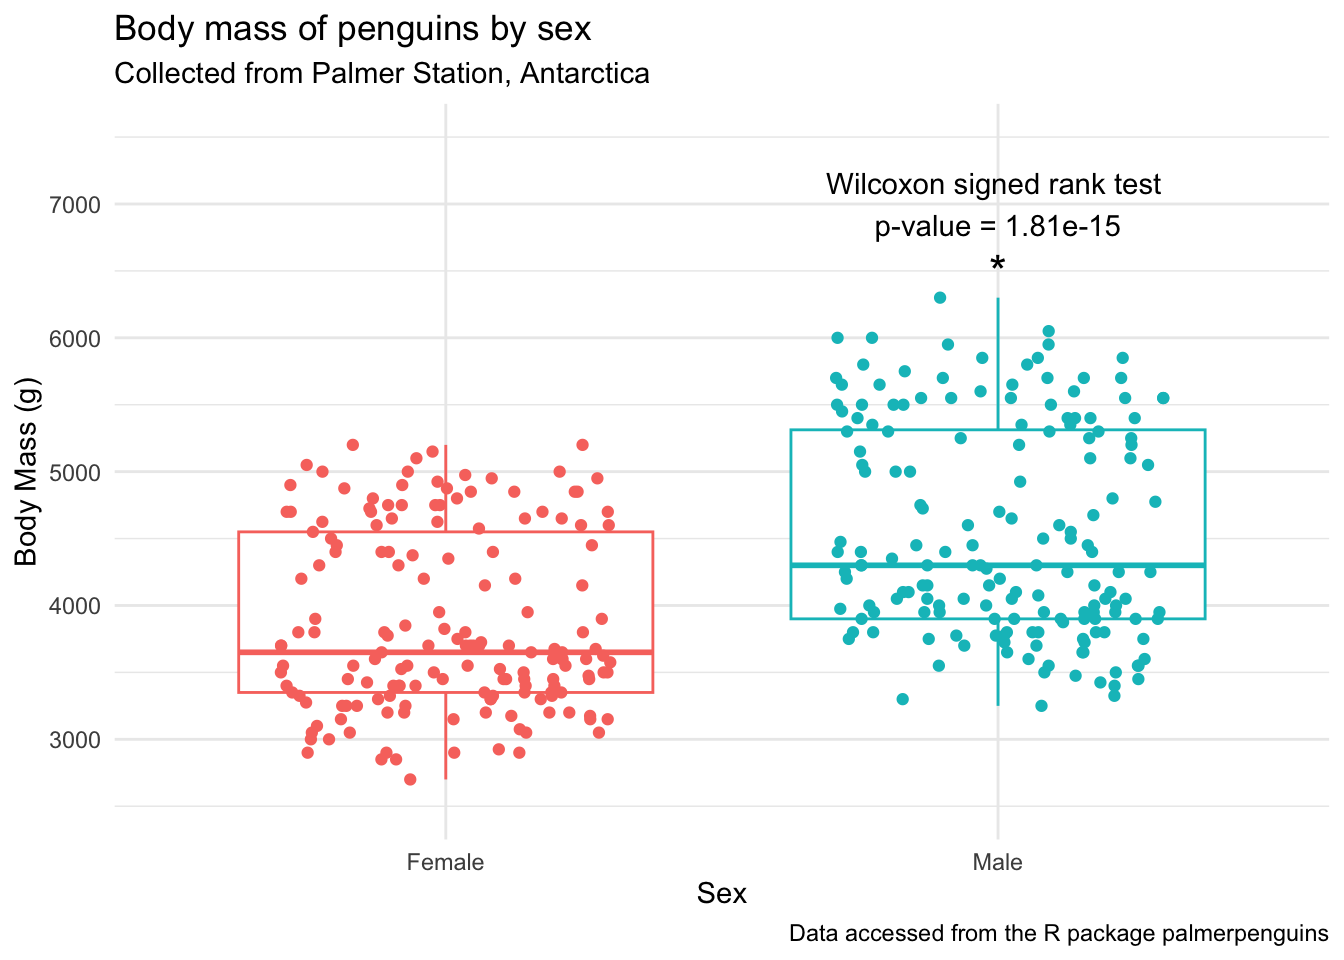 Body mass of penguins by sex
Collected from Palmer Station, Antarctica
Wilcoxon signed rank test
p-value = 1.81e-15
*
7000
6000
5000
4000
3000
Body Mass (g)
Female
Male
Sex
Data accessed from the R package palmerpenguins